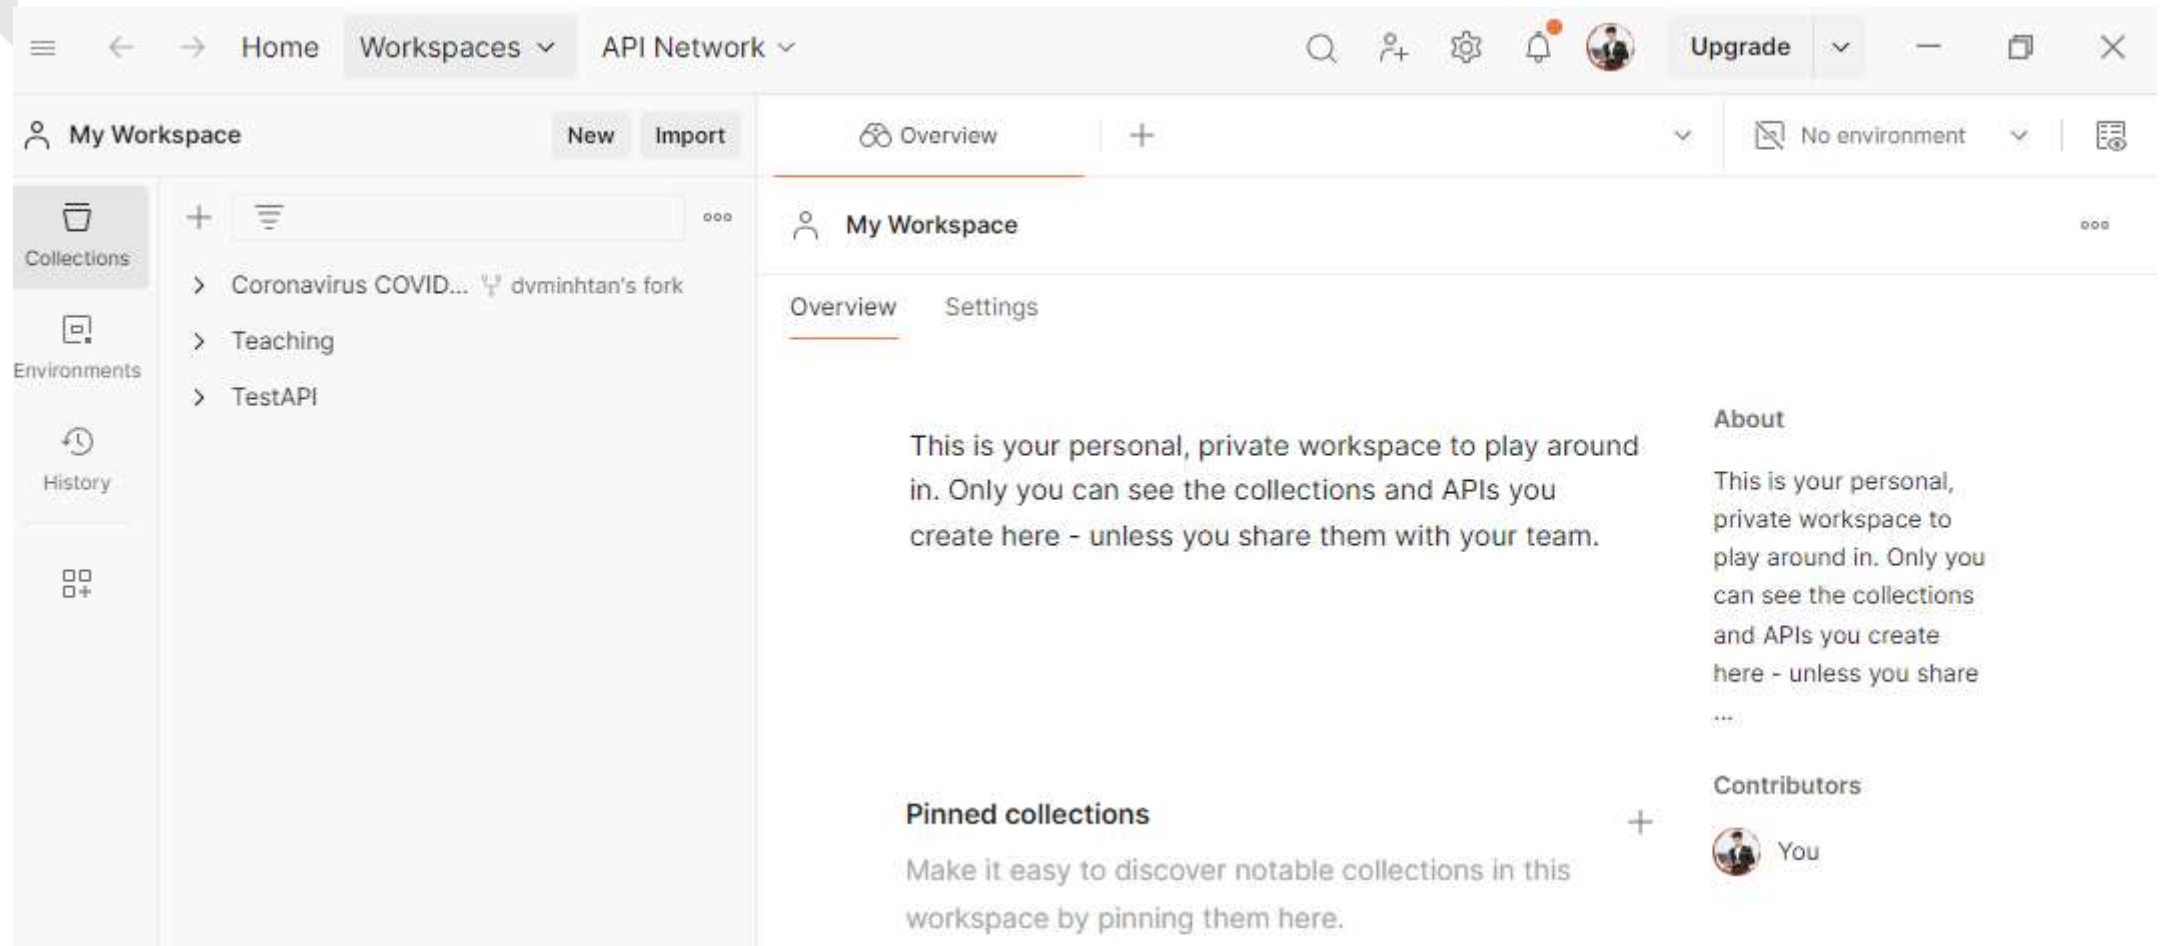 Home Workspaces API Network Upgrade
My Workspace New Import
Overview No environment
Collections
Environments
History
Coronavirus COVID... dvminhtan's fork
Teaching
TestAPI
My Workspace
Overview Settings
This is your personal, private workspace to play around
in. Only you can see the collections and APIs you
create here - unless you share them with your team.
Pinned collections
Make it easy to discover notable collections in this
workspace by pinning them here.
About
This is your personal,
private workspace to
play around in. Only you
can see the collections
and APIs you create
here - unless you share
...
Contributors
You